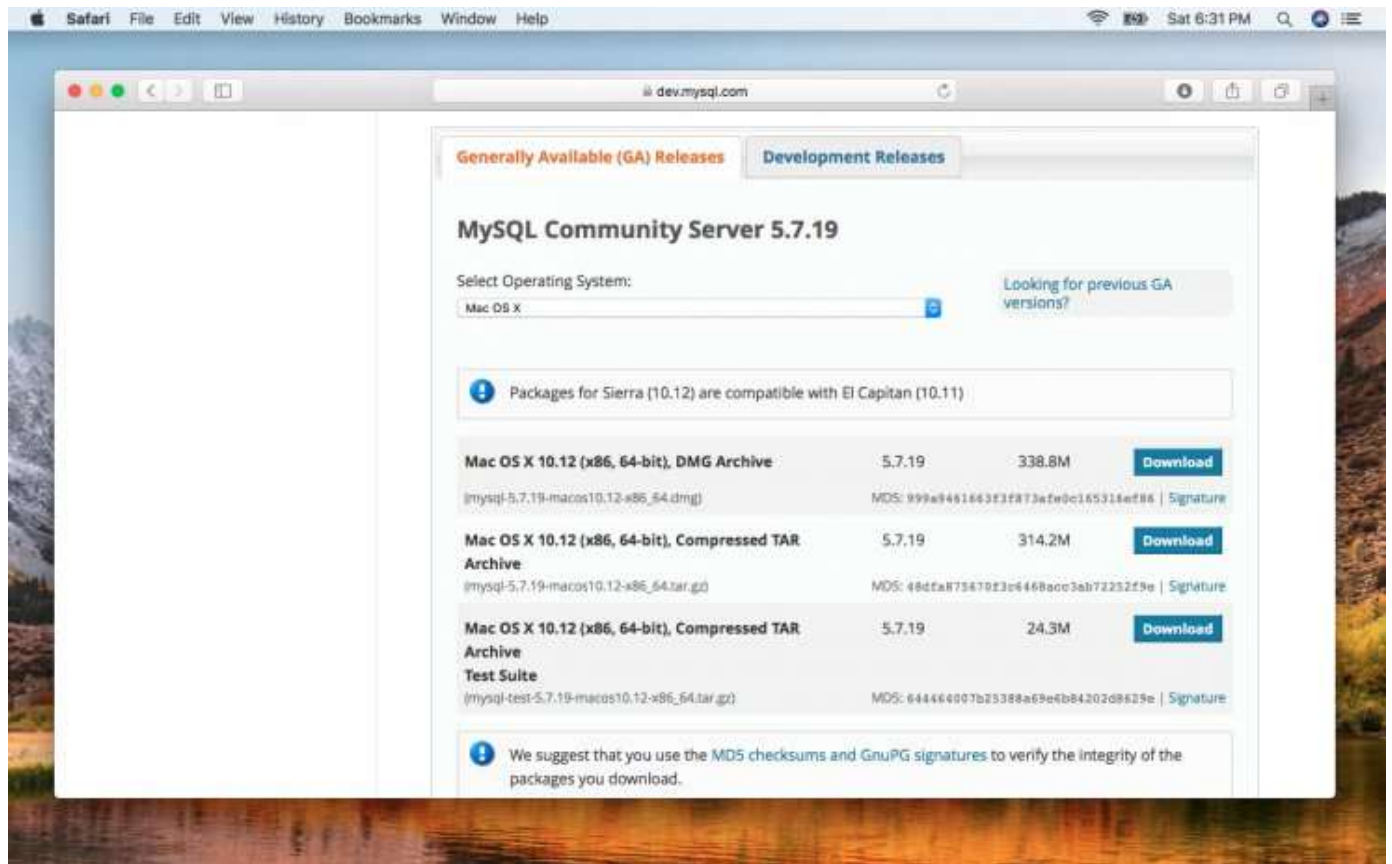 Safari File Edit View History Bookmarks Window Help Sat 6:31 PM
dev.mysql.com
Generally Available (GA) Releases Development Releases
MySQL Community Server 5.7.19
Select Operating System:
Looking for previous GA
versions?
Mac OS X
Packages for Sierra (10.12) are compatible with El Capitan (10.11)
Mac OS X 10.12 (x86, 64-bit), DMG Archive 5.7.19 338.8M Download
(mysql-5.7.19-macos10.12-x86_64.dmg) MD5: | Signature
Mac OS X 10.12 (x86, 64-bit), Compressed TAR 5.7.19 314.2M Download
Archive
(mysql-5.7.19-macos10.12-x86_64.tar.gz) MD5: | Signature
Mac OS X 10.12 (x86, 64-bit), Compressed TAR 5.7.19 24.3M Download
Archive
Test Suite
(mysql-test-5.7.19-macos10.12-x86_64.tar.gz) MD5: | Signature
We suggest that you use the MD5 checksums and GnuPG signatures to verify the integrity of the
packages you download.